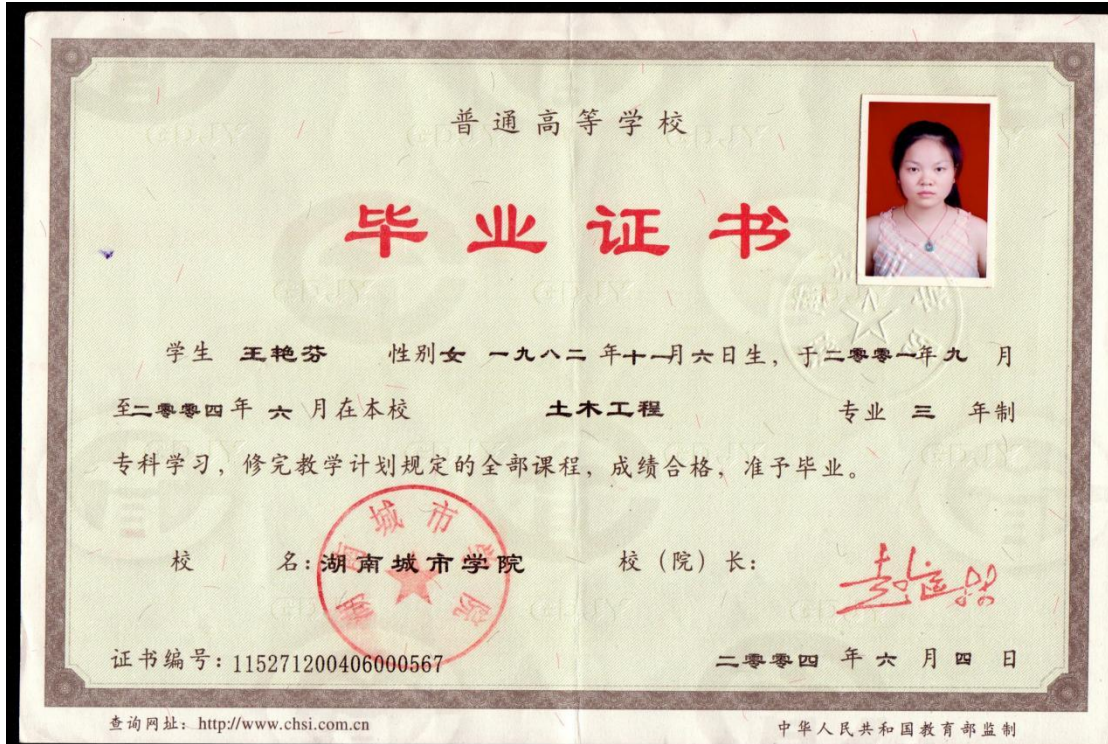 普通高等学校
毕业证书
学生 王艳芬 性别女 一九八二 年十一月六日生，于二零零一年九 月
至二零零四年 六 月在本校 土木工程 专业 三 年制
专科学习，修完教学计划规定的全部课程，成绩合格，准予毕业。
湖南城市学院
校 名：湖南城市学院 校（院）长：
证书编号：115271200406000567 二零零四 年 六 月 四 日
查询网址：http://www.chsi.com.cn 中华人民共和国教育部监制